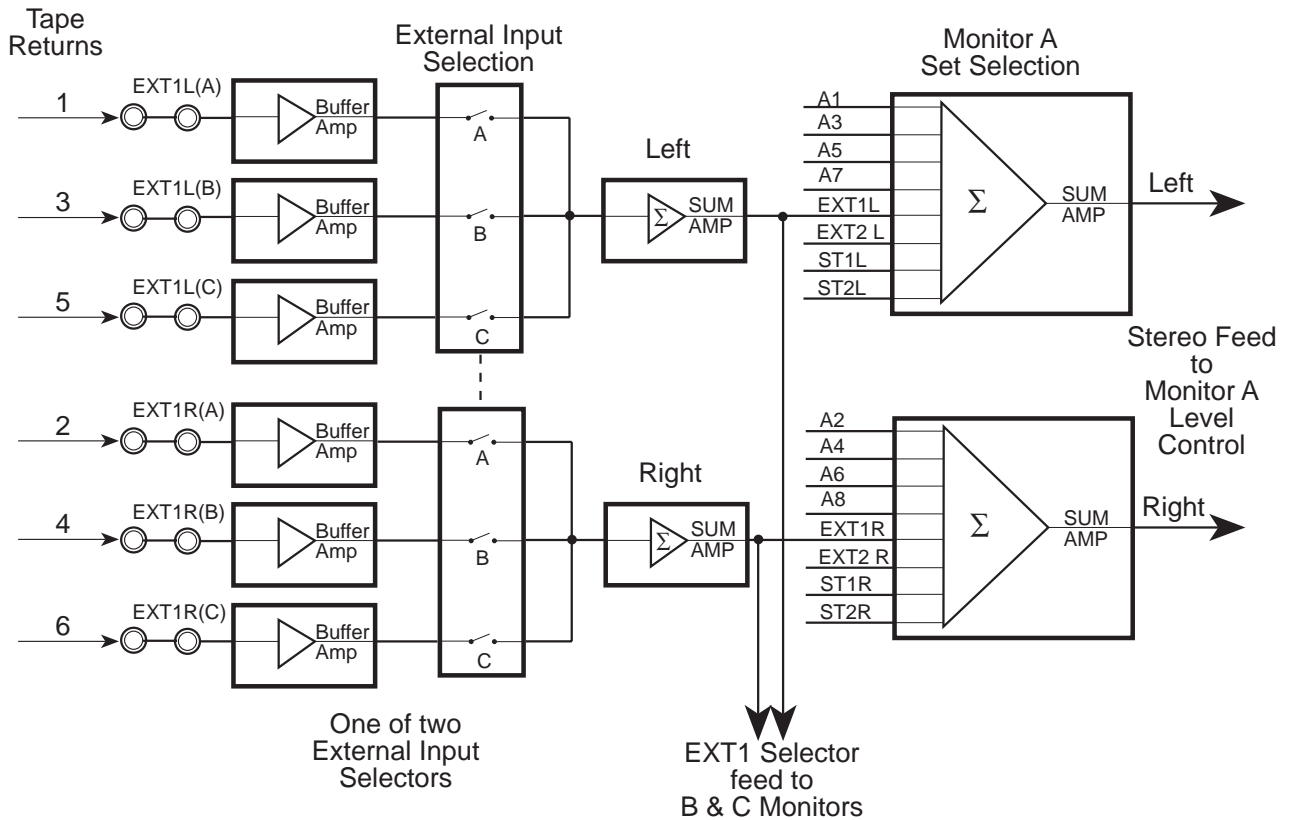 Tape
Returns
External Input
Selection
Monitor A
Set Selection
1
EXT1L(A)
Buffer
Amp
A
3
EXT1L(B)
Buffer
Amp
B
5
EXT1L(C)
Buffer
Amp
C
Left
Σ
SUM
AMP
A1
A3
A5
A7
EXT1L
EXT2 L
ST1L
ST2L
Σ
SUM
AMP
Left
Stereo Feed
to
Monitor A
Level
Control
2
EXT1R(A)
Buffer
Amp
A
4
EXT1R(B)
Buffer
Amp
B
6
EXT1R(C)
Buffer
Amp
C
Right
Σ
SUM
AMP
A2
A4
A6
A8
EXT1R
EXT2 R
ST1R
ST2R
Σ
SUM
AMP
Right
One of two
External Input
Selectors
EXT1 Selector
feed to
B & C Monitors